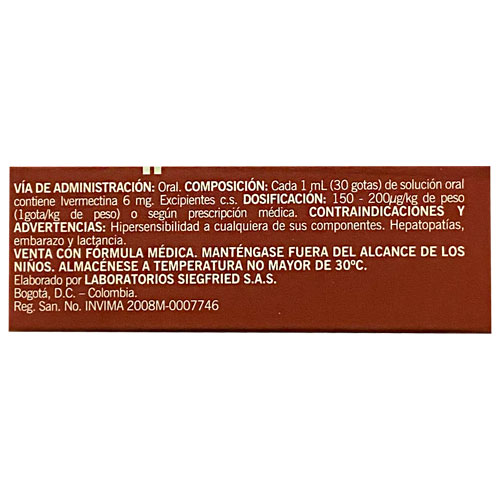 VÍA DE ADMINISTRACIÓN: Oral. COMPOSICIÓN: Cada 1 mL (30 gotas) de solución oral
contiene Ivermectina 6 mg. Excipientes c.s. DOSIFICACIÓN: 150 - 200µg/kg de peso
(1gota/kg de peso) o según prescripción médica. CONTRAINDICACIONES Y
ADVERTENCIAS: Hipersensibilidad a cualquiera de sus componentes. Hepatopatías,
embarazo y lactancia.
VENTA CON FÓRMULA MÉDICA. MANTÉNGASE FUERA DEL ALCANCE DE LOS
NIÑOS. ALMACÉNESE A TEMPERATURA NO MAYOR DE 30ºC.
Elaborado por LABORATORIOS SIEGFRIED S.A.S.
Bogotá, D.C. – Colombia.
Reg. San. No. INVIMA 2008M-0007746